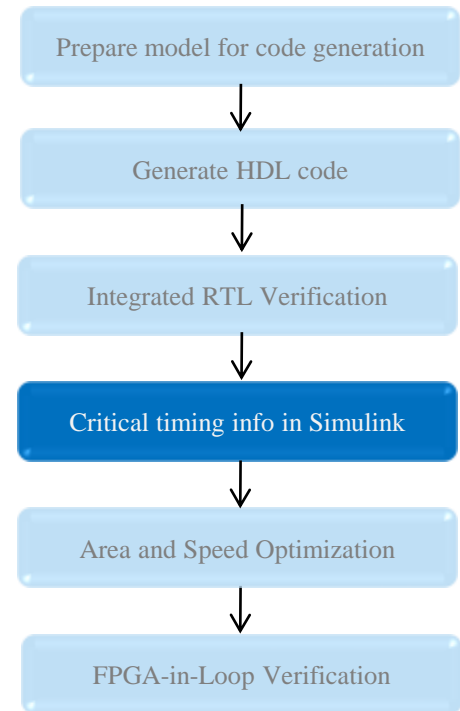 Prepare model for code generation
Generate HDL code
Integrated RTL Verification
Critical timing info in Simulink
Area and Speed Optimization
FPGA-in-Loop Verification